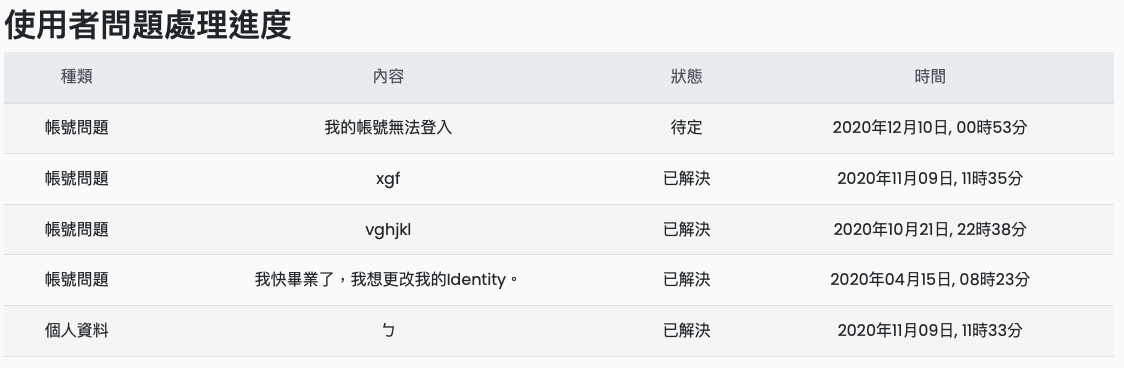 使用者問題處理進度
種類 內容 狀態 時間
帳號問題 我的帳號無法登入 待定 2020年12月10日, 00時53分
帳號問題 xgf 已解決 2020年11月09日, 11時35分
帳號問題 vghjkl 已解決 2020年10月21日, 22時38分
帳號問題 我快畢業了，我想更改我的Identity。 已解決 2020年04月15日, 08時23分
個人資料 ㄅ 已解決 2020年11月09日, 11時33分